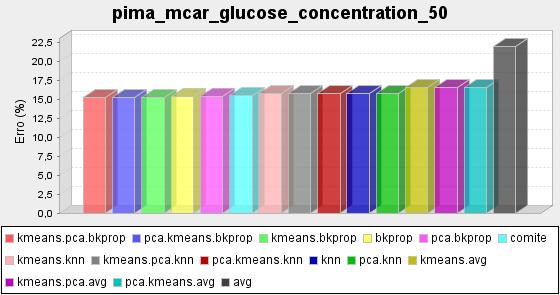 pima_mcar_glucose_concentration_50
Erro (%)
22,5
20,0
17,5
15,0
12,5
10,0
7,5
5,0
2,5
0,0
kmeans.pca.bkprop pca.kmeans.bkprop kmeans.bkprop bkprop pca.bkprop comite
kmeans.knn kmeans.pca.knn pca.kmeans.knn knn pca.knn kmeans.avg
kmeans.pca.avg pca.kmeans.avg avg